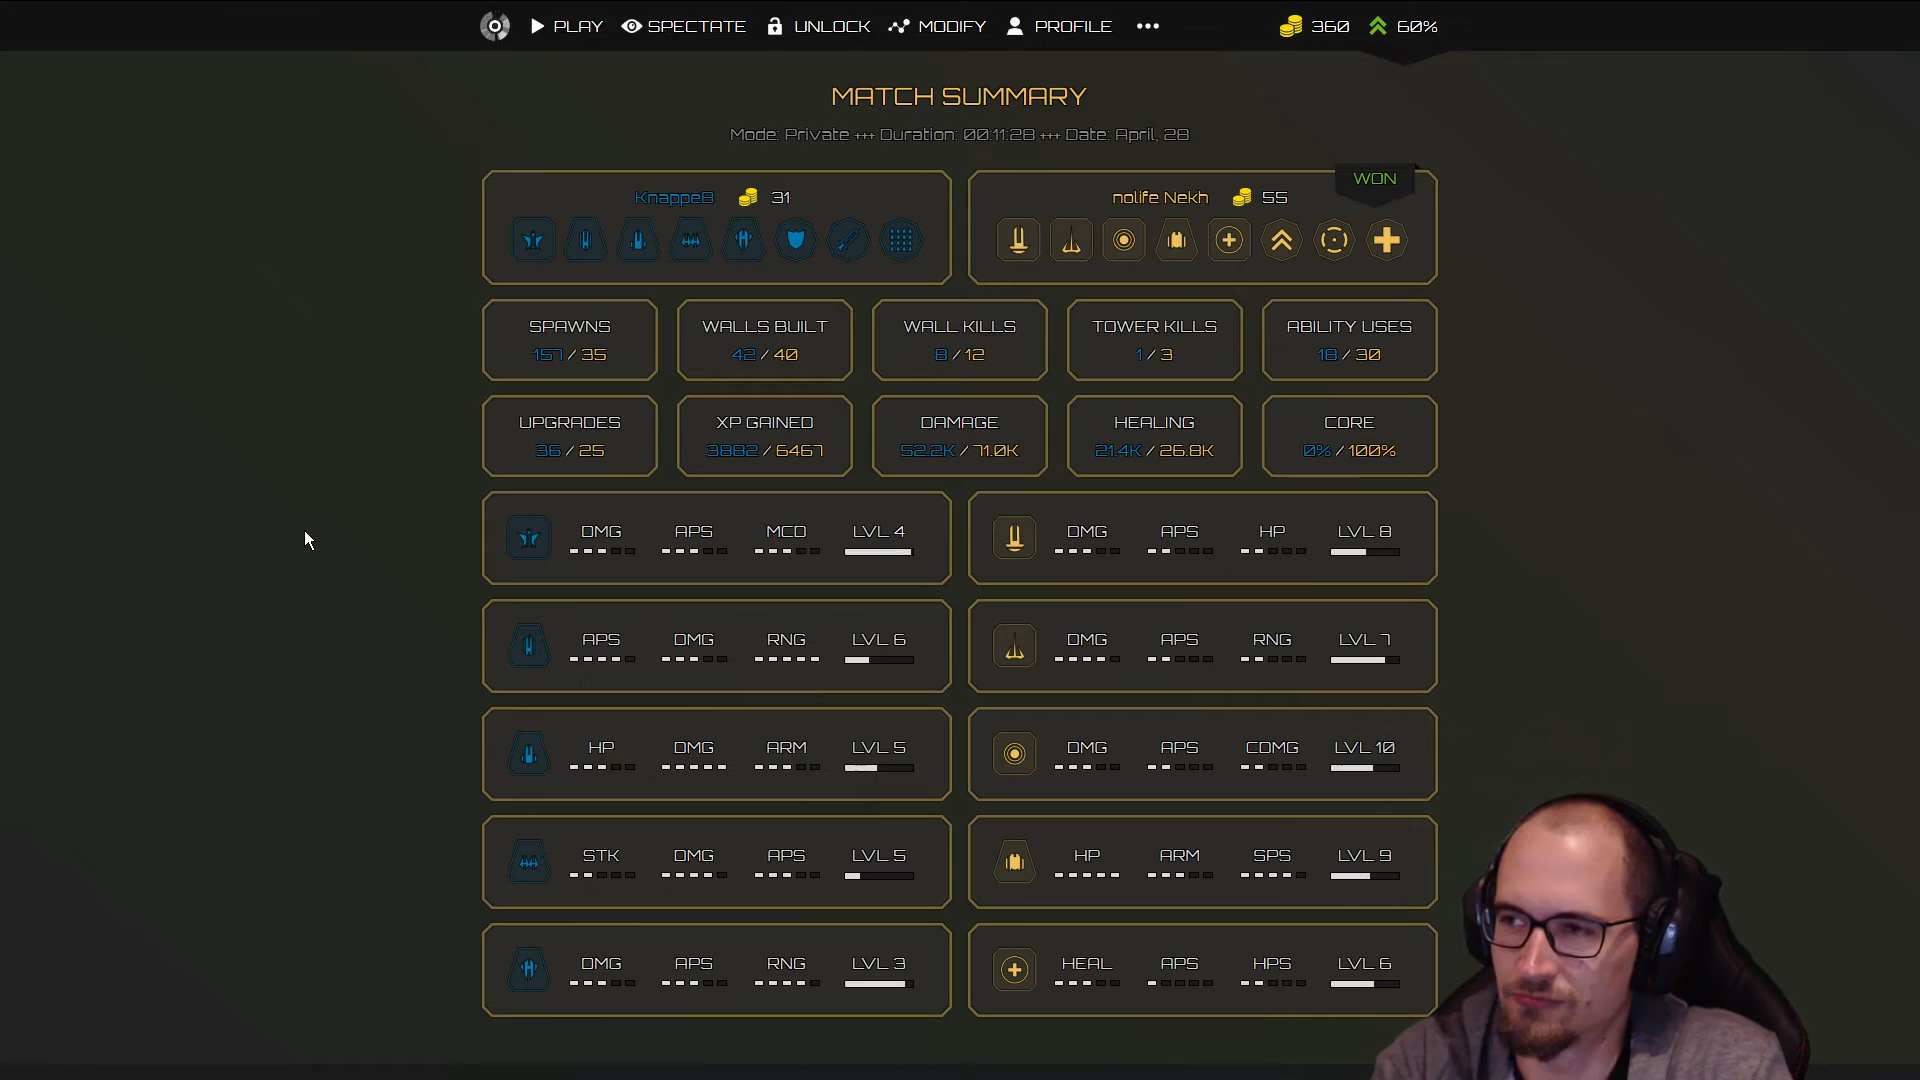 PLAY SPECTATE UNLOCK MODIFY PROFILE ••• 360 60%
MATCH SUMMARY
Mode: Private +++ Duration: 00:11:28 +++ Date: April, 28
Knappe8 31
nolife Nekh 55 WON
SPAWNS WALLS BUILT WALL KILLS TOWER KILLS ABILITY USES
157 / 35 42 / 40 8 / 12 1 / 3 18 / 30
UPGRADES XP GAINED DAMAGE HEALING CORE
36 / 25 3882 / 6467 52.2K / 71.0K 21.4K / 26.8K 0% / 100%
DMG APS MCD LVL 4
DMG APS HP LVL 8
APS DMG RNG LVL 6
DMG APS RNG LVL 7
HP DMG ARM LVL 5
DMG APS CDMG LVL 10
STK DMG APS LVL 5
HP ARM SPS LVL 9
DMG APS RNG LVL 3
HEAL APS HPS LVL 6